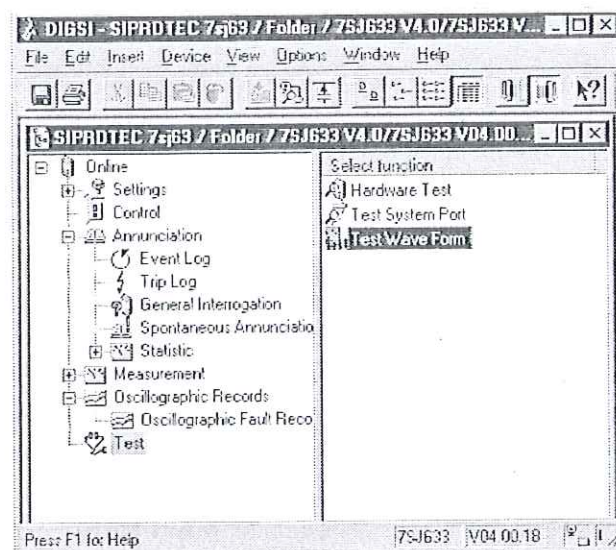 DIGSI - SIPROTEC 7sj63 / Folder / 7SJ633 V4.0/7SJ633 V...
File Edit Insert Device View Options Window Help
SIPROTEC 7sj63 / Folder / 7SJ633 V4.0/7SJ633 V04.00...
Online
Settings
Control
Annunciation
Event Log
Trip Log
General Interrogation
Spontaneous Annunciatio
Statistic
Measurement
Oscillographic Records
Oscillographic Fault Reco
Test
Select function
Hardware Test
Test System Port
Test Wave Form
Press F1 for Help
7SJ633
V04.00.18